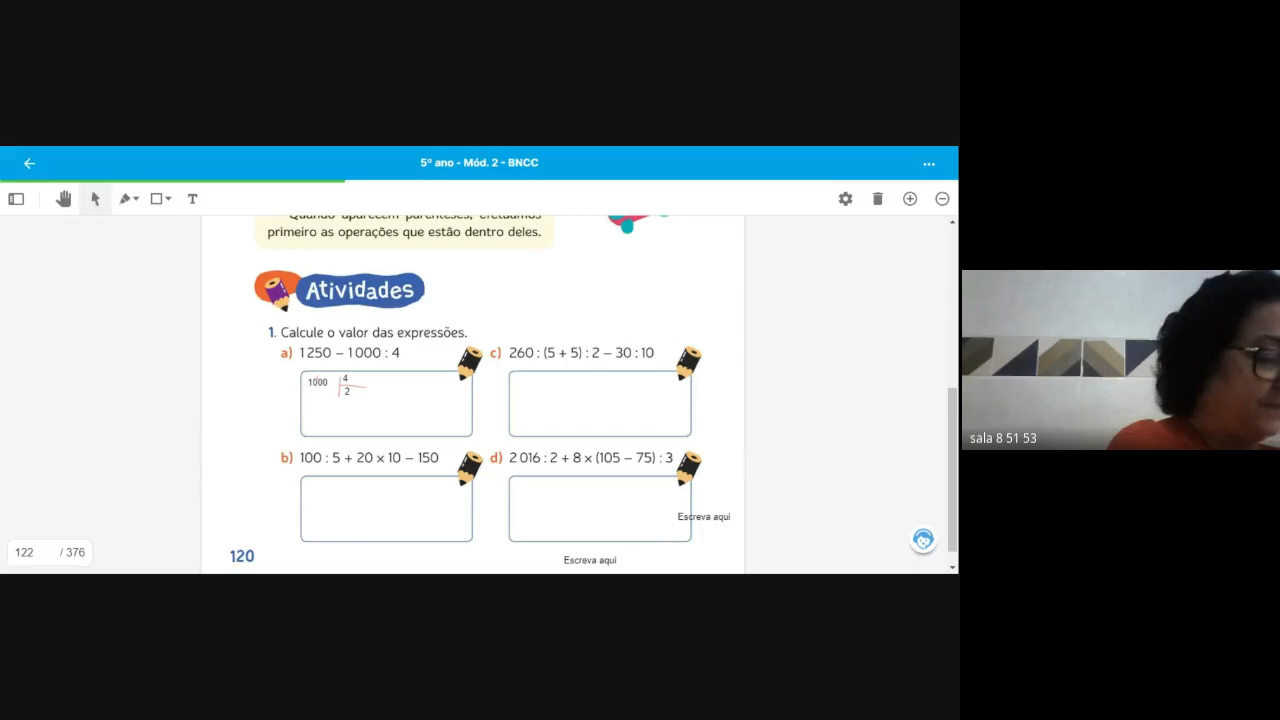 5º ano - Mód. 2 - BNCC
Quando aparecem parênteses, efetuamos
primeiro as operações que estão dentro deles.
Atividades
1. Calcule o valor das expressões.
a) 1 250 – 1 000 : 4
1000 4
2
c) 260 : (5 + 5) : 2 – 30 : 10
b) 100 : 5 + 20 x 10 – 150
d) 2 016 : 2 + 8 x (105 – 75) : 3
Escreva aqui
Escreva aqui
122 / 376
120
sala 8 51 53